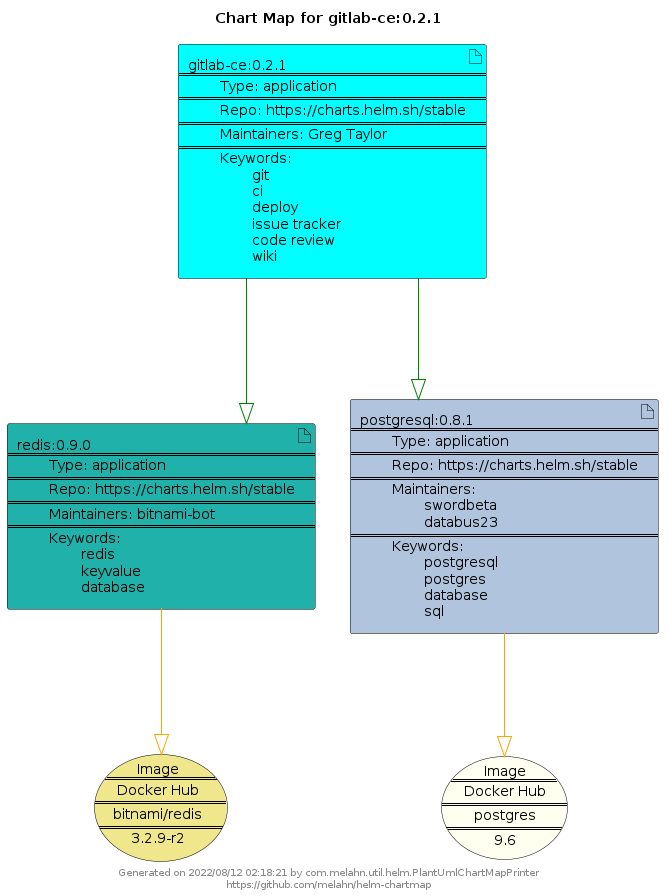 Chart Map for gitlab-ce:0.2.1
gitlab-ce:0.2.1
Type: application
Repo: https://charts.helm.sh/stable
Maintainers: Greg Taylor
Keywords:
git
ci
deploy
issue tracker
code review
wiki
redis:0.9.0
Type: application
Repo: https://charts.helm.sh/stable
Maintainers: bitnami-bot
Keywords:
redis
keyvalue
database
postgresql:0.8.1
Type: application
Repo: https://charts.helm.sh/stable
Maintainers:
swordbeta
databus23
Keywords:
postgresql
postgres
database
sql
Image
Docker Hub
bitnami/redis
3.2.9-r2
Image
Docker Hub
postgres
9.6
Generated on 2022/08/12 02:18:21 by com.melahn.util.helm.PlantUmlChartMapPrinter
https://github.com/melahn/helm-chartmap